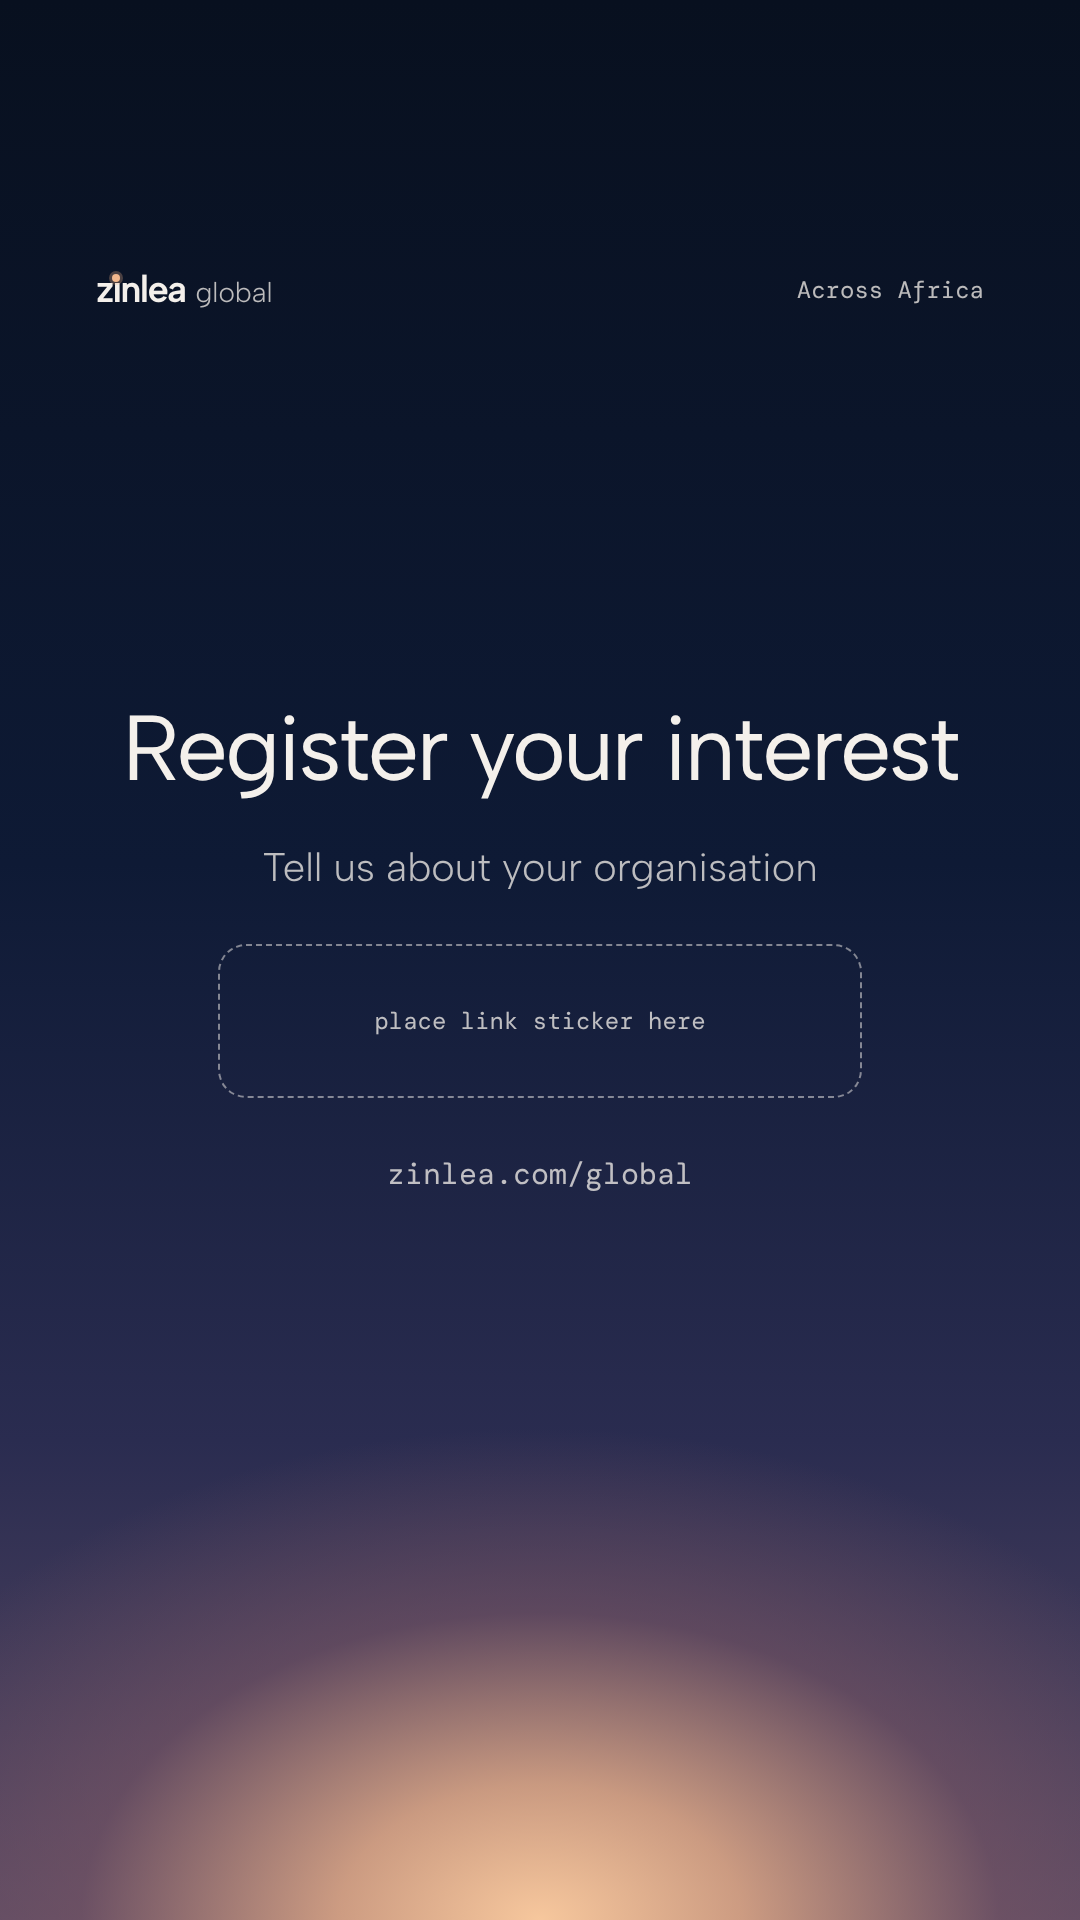 zinlea global
Across Africa
Register your interest
Tell us about your organisation
place link sticker here
zinlea.com/global